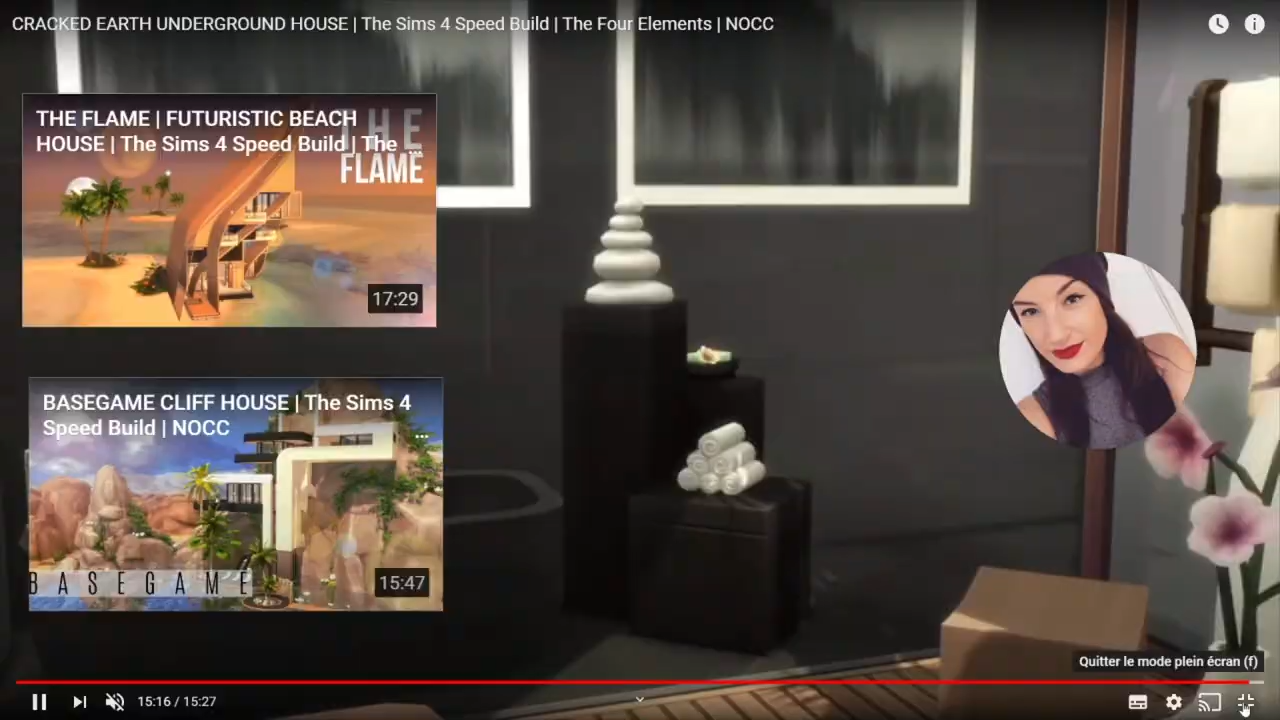 CRACKED EARTH UNDERGROUND HOUSE | The Sims 4 Speed Build | The Four Elements | NOCC
THE FLAME | FUTURISTIC BEACH
HOUSE | The Sims 4 Speed Build | The ...
THE
FLAME
17:29
BASEGAME CLIFF HOUSE | The Sims 4
Speed Build | NOCC
...
BASEGAME
15:47
Quitter le mode plein écran (f)
15:16 / 15:27